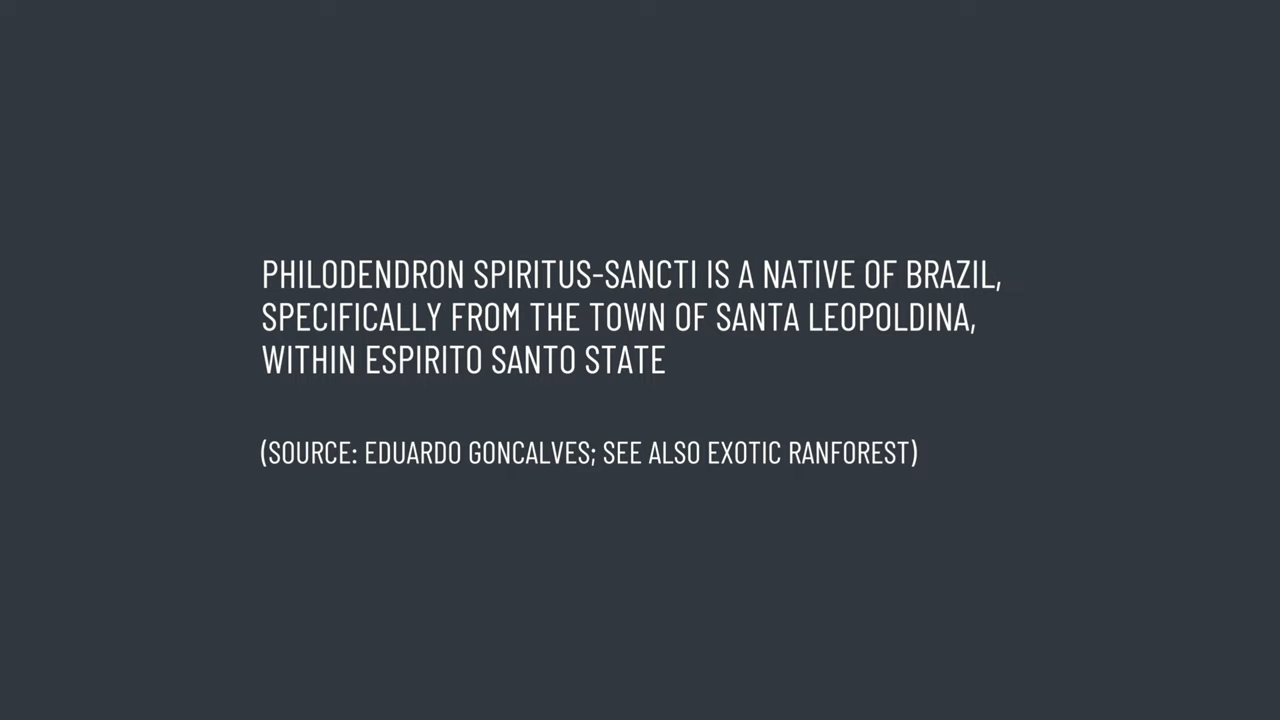 PHILODENDRON SPIRITUS-SANCTI IS A NATIVE OF BRAZIL,
SPECIFICALLY FROM THE TOWN OF SANTA LEOPOLDINA,
WITHIN ESPIRITO SANTO STATE
(SOURCE: EDUARDO GONCALVES; SEE ALSO EXOTIC RANFOREST)